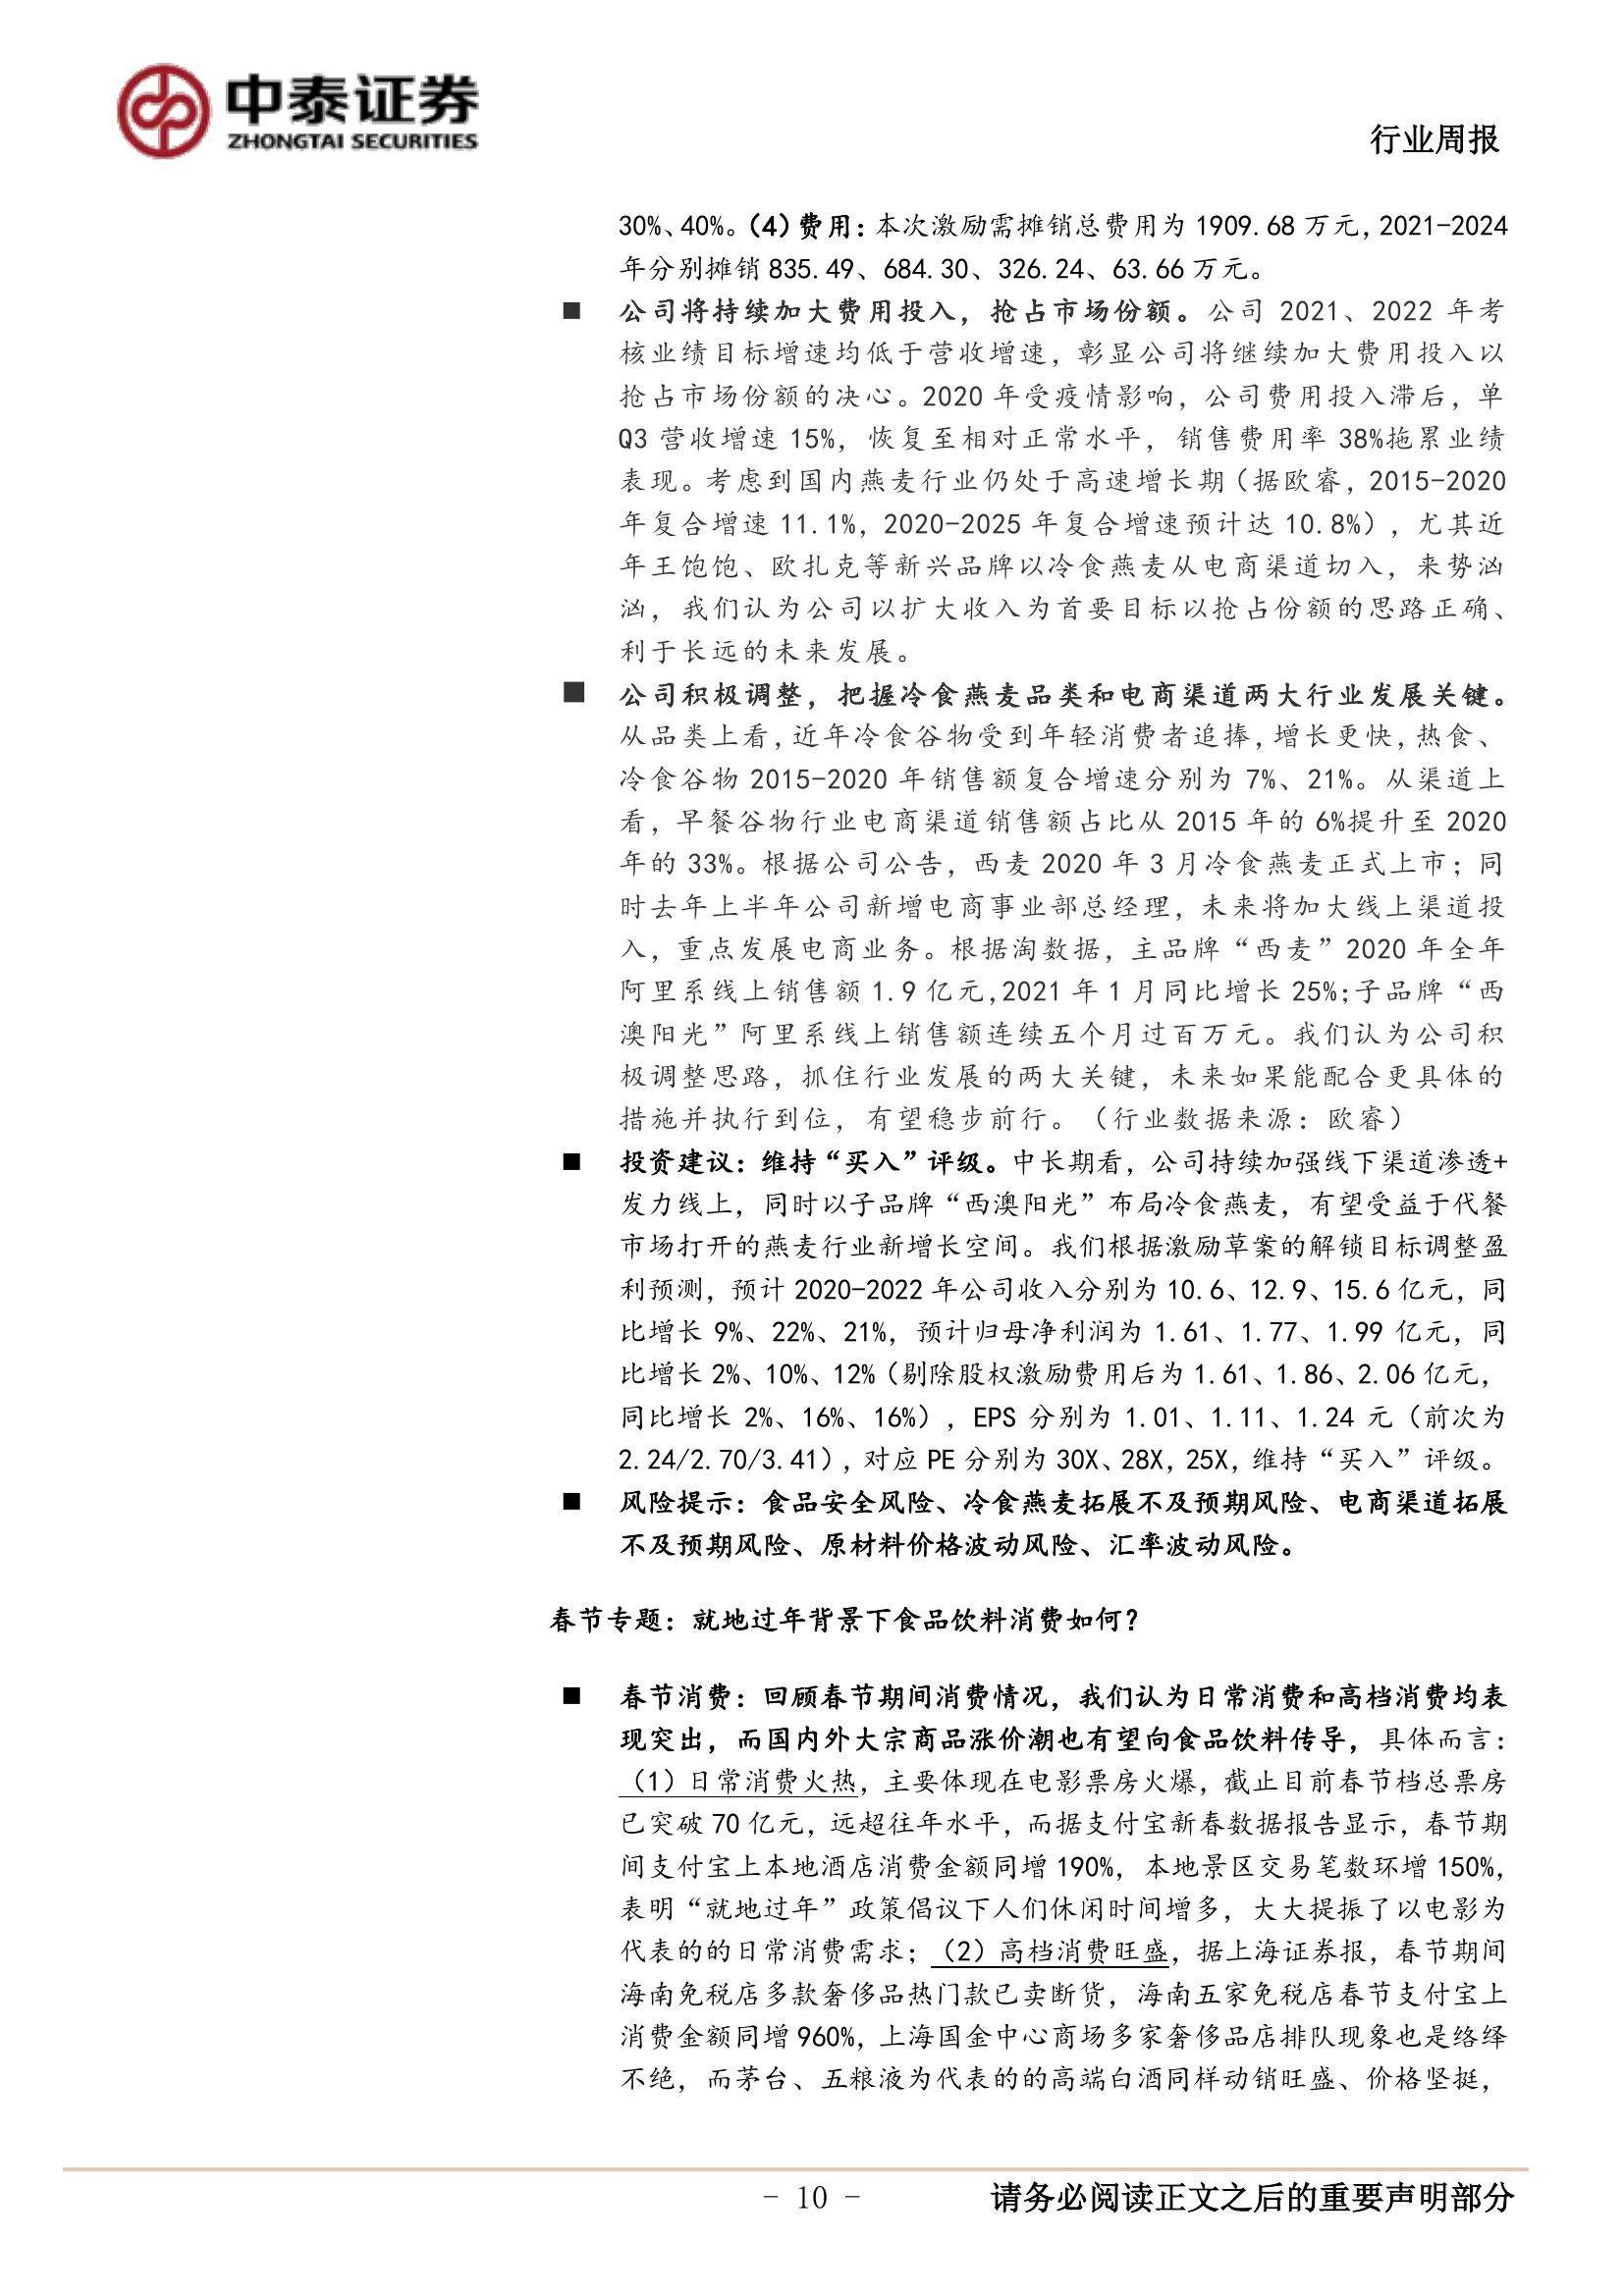 中泰证券
ZHONGTAI SECURITIES
行业周报
30%、40%。（4）费用：本次激励需摊销总费用为 1909.68 万元，2021-2024
年分别摊销 835.49、684.30、326.24、63.66 万元。
■ 公司将持续加大费用投入，抢占市场份额。公司 2021、2022 年考
核业绩目标增速均低于营收增速，彰显公司将继续加大费用投入以
抢占市场份额的决心。2020 年受疫情影响，公司费用投入滞后，单
Q3 营收增速 15%，恢复至相对正常水平，销售费用率 38%拖累业绩
表现。考虑到国内燕麦行业仍处于高速增长期（据欧睿，2015-2020
年复合增速 11.1%，2020-2025 年复合增速预计达 10.8%），尤其近
年王饱饱、欧扎克等新兴品牌以冷食燕麦从电商渠道切入，来势汹
汹，我们认为公司以扩大收入为首要目标以抢占份额的思路正确、
利于长远的未来发展。
■ 公司积极调整，把握冷食燕麦品类和电商渠道两大行业发展关键。
从品类上看，近年冷食谷物受到年轻消费者追捧，增长更快，热食、
冷食谷物 2015-2020 年销售额复合增速分别为 7%、21%。从渠道上
看，早餐谷物行业电商渠道销售额占比从 2015 年的 6%提升至 2020
年的 33%。根据公司公告，西麦 2020 年 3 月冷食燕麦正式上市；同
时去年上半年公司新增电商事业部总经理，未来将加大线上渠道投
入，重点发展电商业务。根据淘数据，主品牌“西麦”2020 年全年
阿里系线上销售额 1.9 亿元，2021 年 1 月同比增长 25%；子品牌“西
澳阳光”阿里系线上销售额连续五个月过百万元。我们认为公司积
极调整思路，抓住行业发展的两大关键，未来如果能配合更具体的
措施并执行到位，有望稳步前行。（行业数据来源：欧睿）
■ 投资建议：维持“买入”评级。中长期看，公司持续加强线下渠道渗透+
发力线上，同时以子品牌“西澳阳光”布局冷食燕麦，有望受益于代餐
市场打开的燕麦行业新增长空间。我们根据激励草案的解锁目标调整盈
利预测，预计 2020-2022 年公司收入分别为 10.6、12.9、15.6 亿元，同
比增长 9%、22%、21%，预计归母净利润为 1.61、1.77、1.99 亿元，同
比增长 2%、10%、12%（剔除股权激励费用后为 1.61、1.86、2.06 亿元，
同比增长 2%、16%、16%），EPS 分别为 1.01、1.11、1.24 元（前次为
2.24/2.70/3.41），对应 PE 分别为 30X、28X，25X，维持“买入”评级。
■ 风险提示：食品安全风险、冷食燕麦拓展不及预期风险、电商渠道拓展
不及预期风险、原材料价格波动风险、汇率波动风险。
春节专题：就地过年背景下食品饮料消费如何？
■ 春节消费：回顾春节期间消费情况，我们认为日常消费和高档消费均表
现突出，而国内外大宗商品涨价潮也有望向食品饮料传导，具体而言：
（1）日常消费火热，主要体现在电影票房火爆，截止目前春节档总票房
已突破 70 亿元，远超往年水平，而据支付宝新春数据报告显示，春节期
间支付宝上本地酒店消费金额同增 190%，本地景区交易笔数环增 150%，
表明“就地过年”政策倡议下人们休闲时间增多，大大提振了以电影为
代表的的日常消费需求；（2）高档消费旺盛，据上海证券报，春节期间
海南免税店多款奢侈品热门款已卖断货，海南五家免税店春节支付宝上
消费金额同增 960%，上海国金中心商场多家奢侈品店排队现象也是络绎
不绝，而茅台、五粮液为代表的的高端白酒同样动销旺盛、价格坚挺，
- 10 -
请务必阅读正文之后的重要声明部分